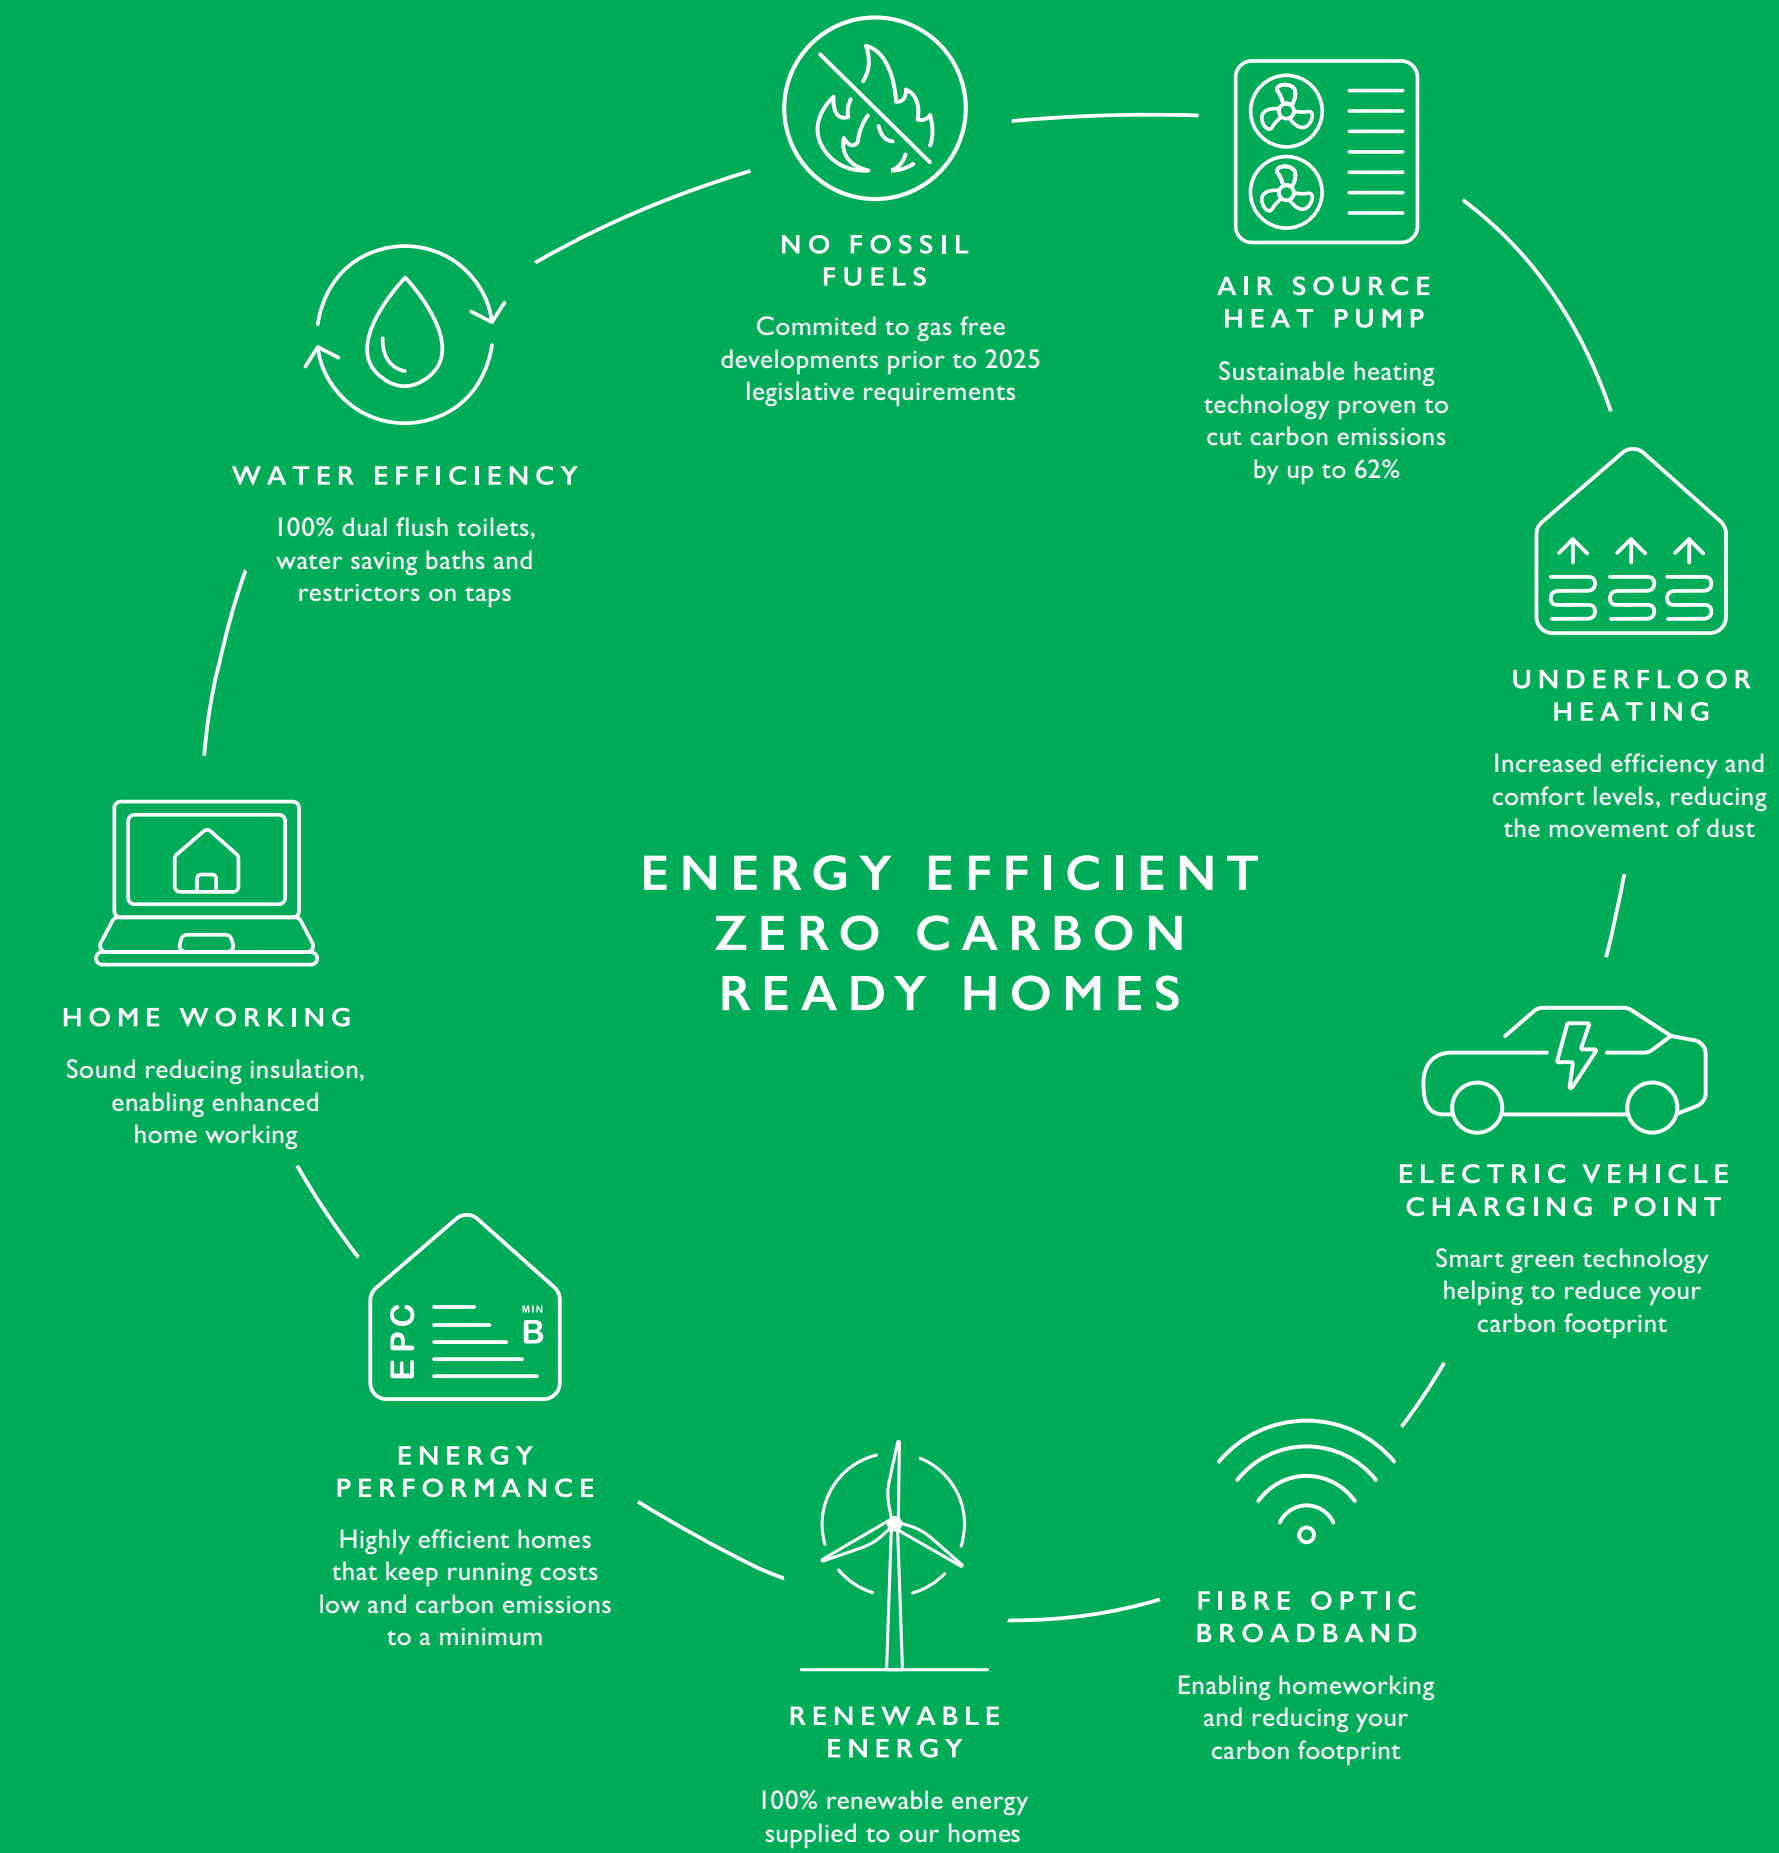 NO FOSSIL
FUELS
Commited to gas free
developments prior to 2025
legislative requirements
AIR SOURCE
HEAT PUMP
Sustainable heating
technology proven to
cut carbon emissions
by up to 62%
UNDERFLOOR
HEATING
Increased efficiency and
comfort levels, reducing
the movement of dust
ELECTRIC VEHICLE
CHARGING POINT
Smart green technology
helping to reduce your
carbon footprint
FIBRE OPTIC
BROADBAND
Enabling homeworking
and reducing your
carbon footprint
RENEWABLE
ENERGY
100% renewable energy
supplied to our homes
EPC
MIN
B
ENERGY
PERFORMANCE
Highly efficient homes
that keep running costs
low and carbon emissions
to a minimum
HOME WORKING
Sound reducing insulation,
enabling enhanced
home working
WATER EFFICIENCY
100% dual flush toilets,
water saving baths and
restrictors on taps
ENERGY EFFICIENT
ZERO CARBON
READY HOMES